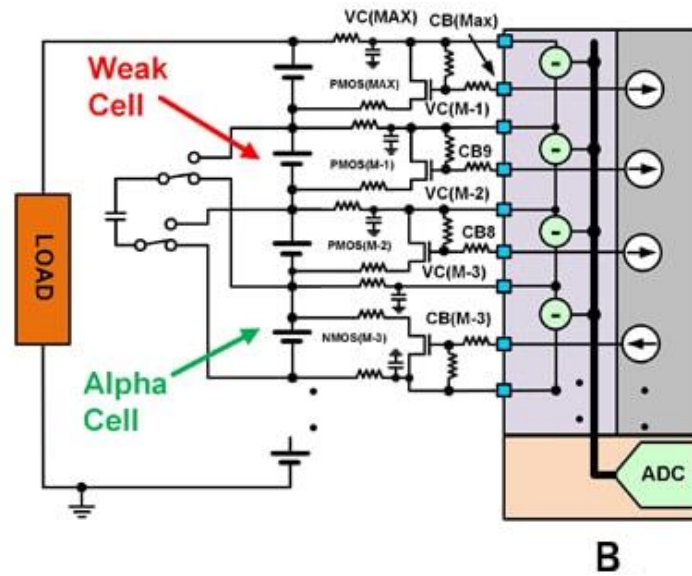 VC(MAX)
CB(Max)
Weak
Cell
PMOS(MAX)
VC(M-1)
PMOS(M-1)
CB9
VC(M-2)
PMOS(M-2)
CB8
VC(M-3)
LOAD
NMOS(M-3)
CB(M-3)
Alpha
Cell
ADC
B